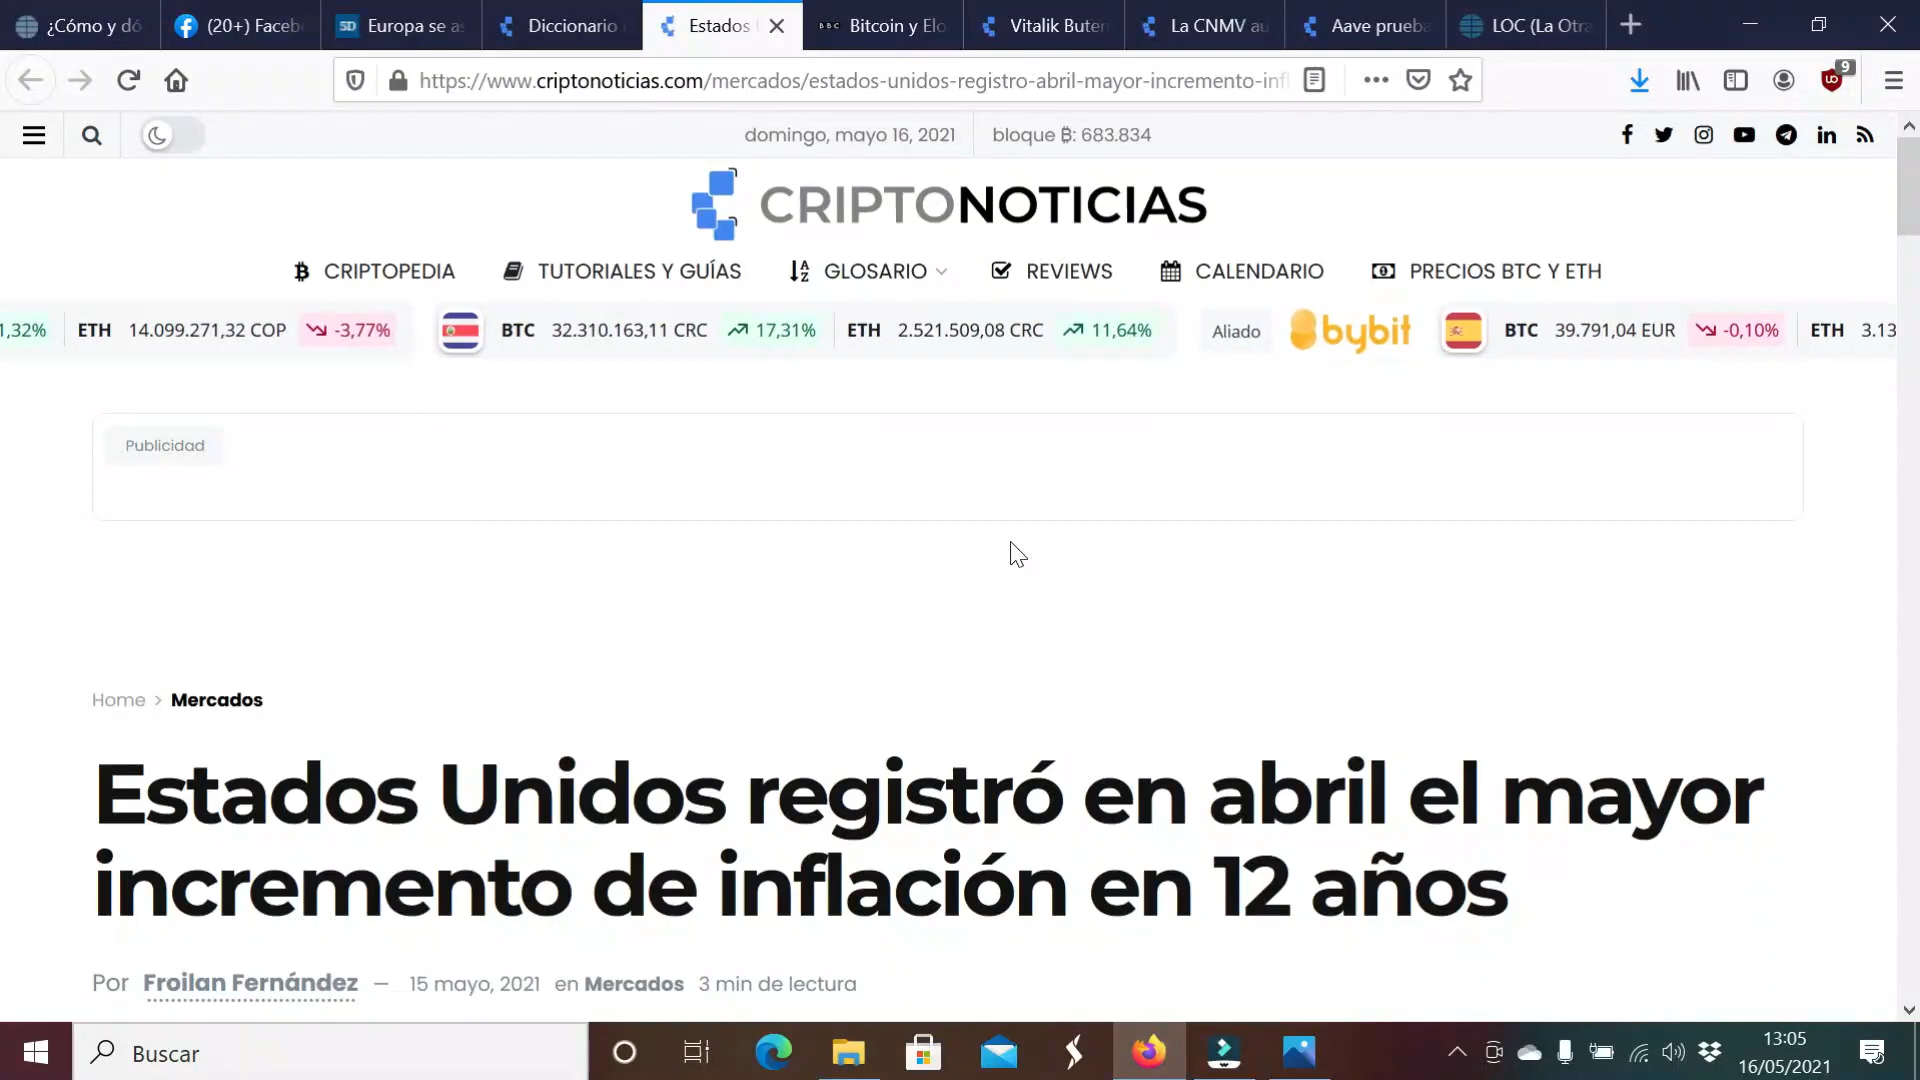 ¿Cómo y dó
(20+) Faceb
Europa se as
Diccionario
Estados
BBC Bitcoin y Elo
Vitalik Buter
La CNMV au
Aave prueba
LOC (La Otra
https://www.criptonoticias.com/mercados/estados-unidos-registro-abril-mayor-incremento-infl
9
domingo, mayo 16, 2021
bloque ₿: 683.834
CRIPTONOTICIAS
CRIPTOPEDIA
TUTORIALES Y GUÍAS
GLOSARIO
REVIEWS
CALENDARIO
PRECIOS BTC Y ETH
1,32% ETH 14.099.271,32 COP -3,77% BTC 32.310.163,11 CRC 17,31% ETH 2.521.509,08 CRC 11,64% Aliado bybit BTC 39.791,04 EUR -0,10% ETH 3.13
Publicidad
Home > Mercados
Estados Unidos registró en abril el mayor
incremento de inflación en 12 años
Por Froilan Fernández — 15 mayo, 2021 en Mercados 3 min de lectura
Buscar
13:05
16/05/2021